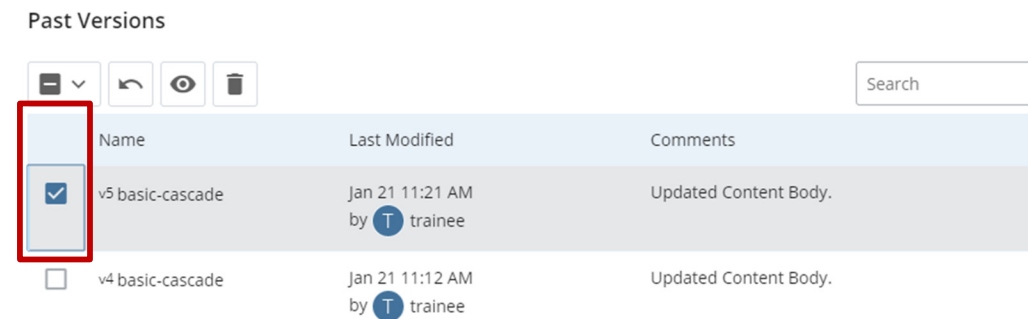 Past Versions
Search
Name Last Modified Comments
v5 basic-cascade Jan 21 11:21 AM Updated Content Body.
by T trainee
v4 basic-cascade Jan 21 11:12 AM Updated Content Body.
by T trainee